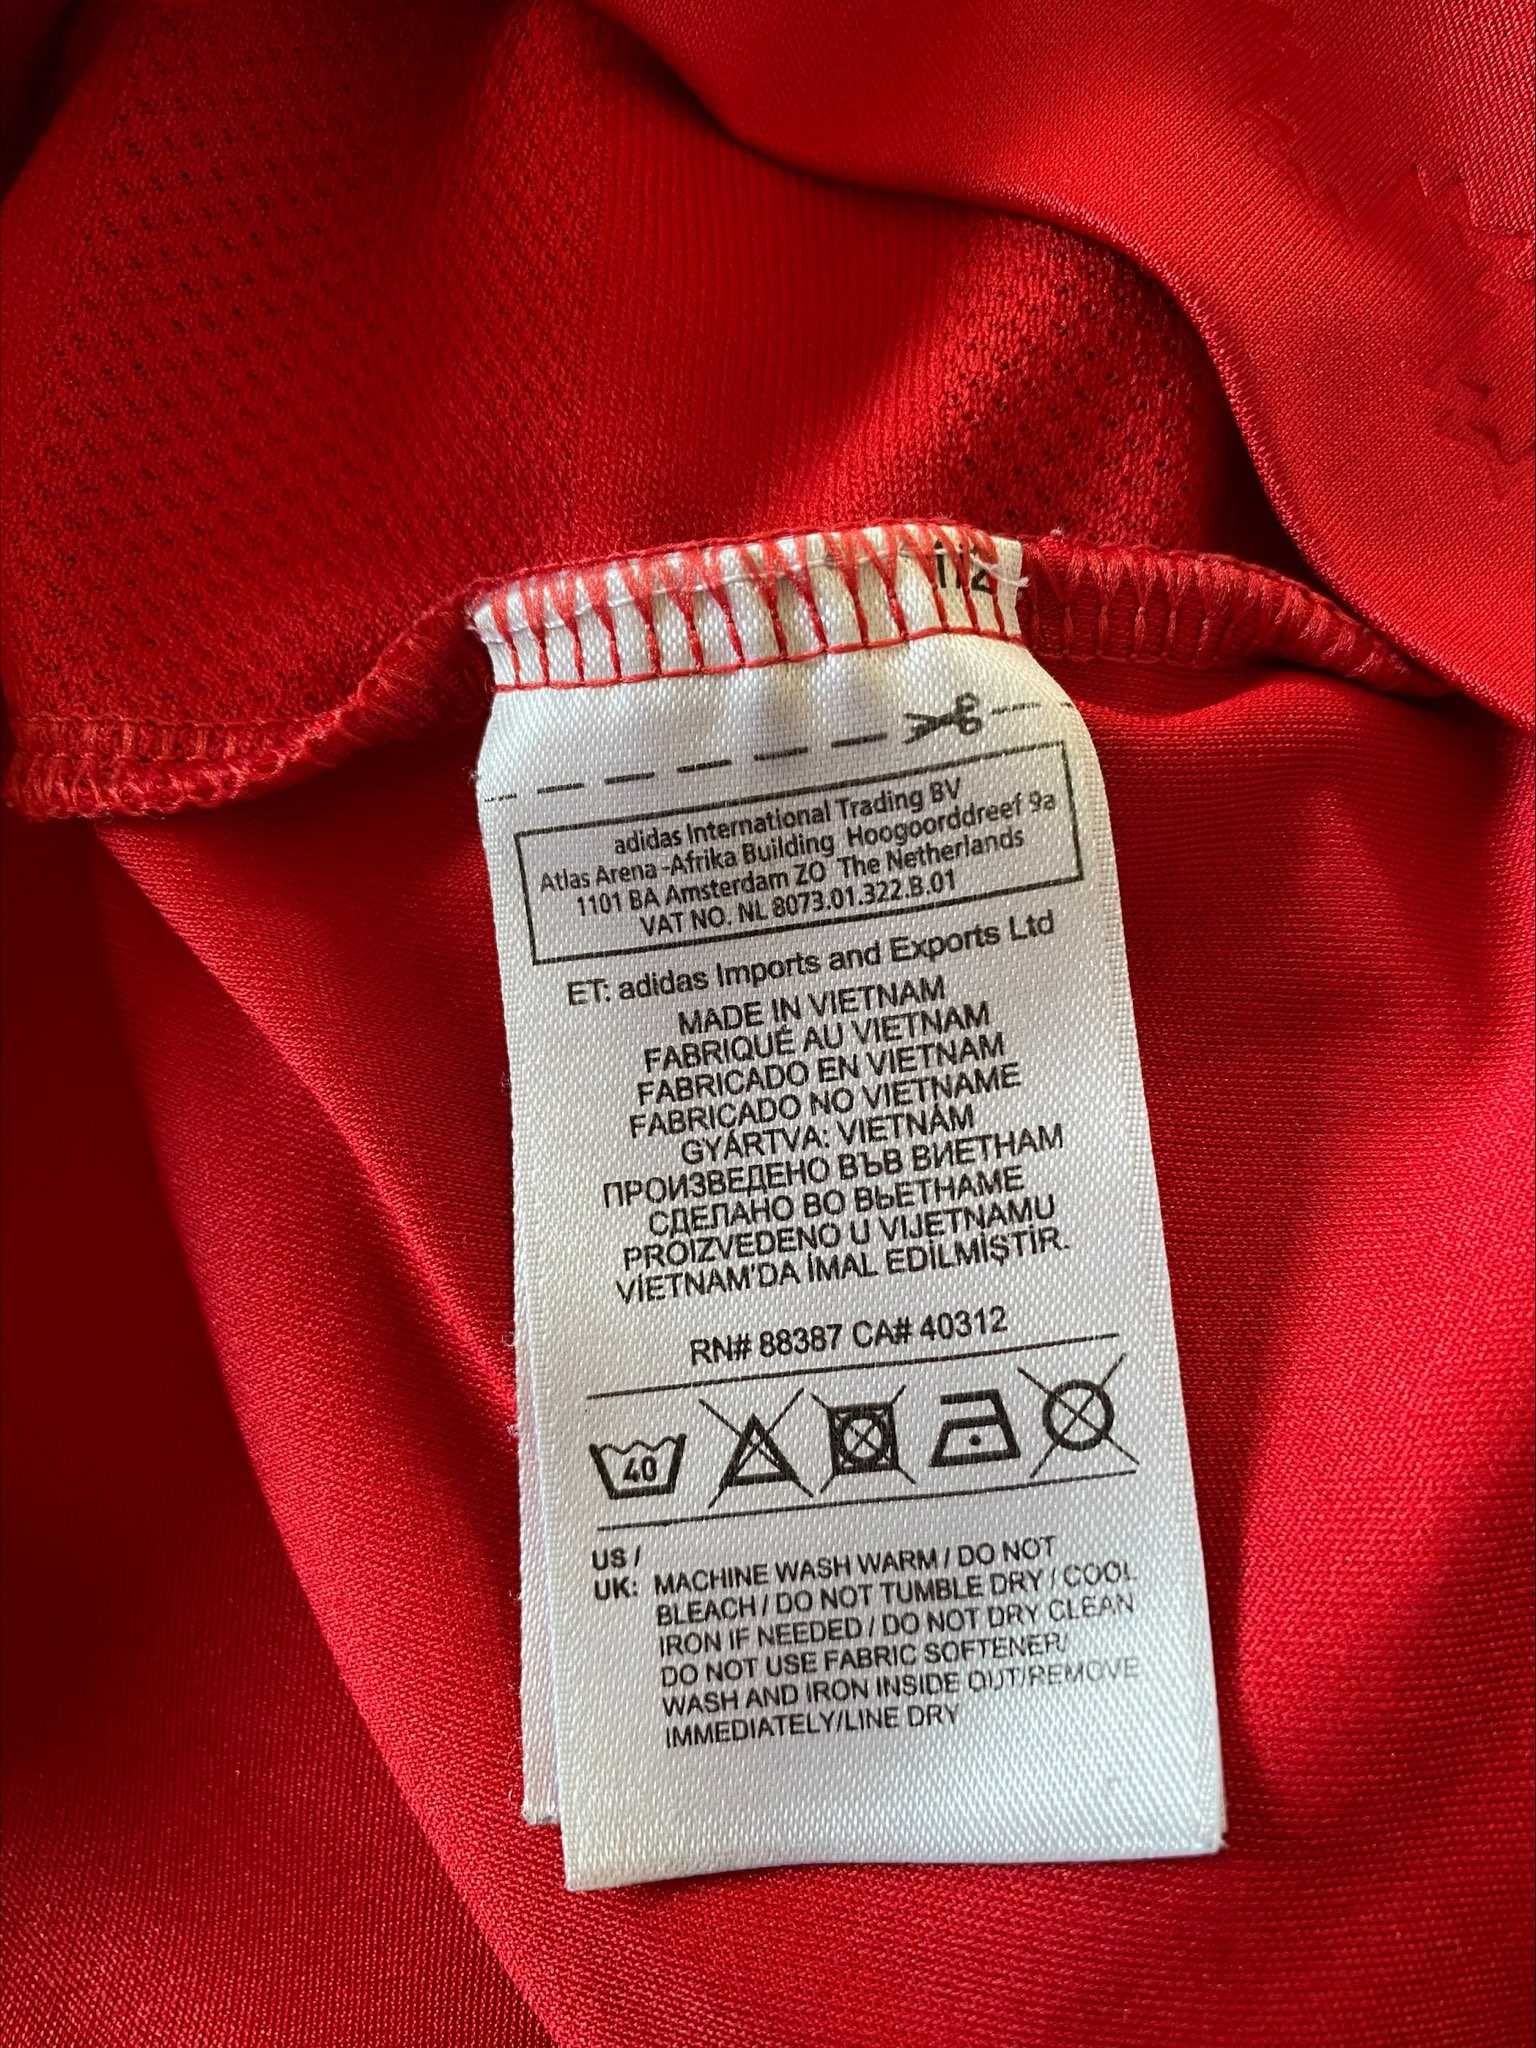 112
adidas International Trading BV
Atlas Arena -Afrika Building Hoogoorddreef 9a
1101 BA Amsterdam ZO The Netherlands
VAT NO. NL 8073.01.322.B.01
ET: adidas Imports and Exports Ltd
MADE IN VIETNAM
FABRIQUÉ AU VIETNAM
FABRICADO EN VIETNAM
FABRICADO NO VIETNAME
GYÁRTVA: VIETNÁM
ПРОИЗВЕДЕНО ВЪВ ВИЕТНАМ
СДЕЛАНО ВО ВЬЕТНАМЕ
PROIZVEDENO U VIJETNAMU
VİETNAM'DA İMAL EDİLMİŞTİR.
RN# 88387 CA# 40312
40
US /
UK: MACHINE WASH WARM / DO NOT
BLEACH / DO NOT TUMBLE DRY / COOL
IRON IF NEEDED / DO NOT DRY CLEAN
DO NOT USE FABRIC SOFTENER/
WASH AND IRON INSIDE OUT/REMOVE
IMMEDIATELY/LINE DRY